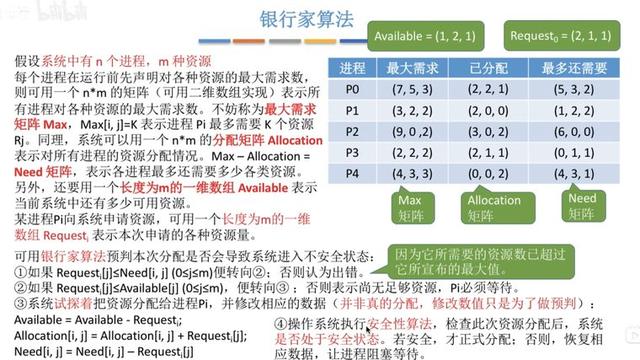 银行家算法
Available = (1, 2, 1)
Request0 = (2, 1, 1)
假设系统中有 n 个进程，m 种资源
每个进程在运行前先声明对各种资源的最大需求数，
则可用一个 n*m 的矩阵（可用二维数组实现）表示所
有进程对各种资源的最大需求数。不妨称为最大需求
矩阵 Max，Max[i, j]=K 表示进程 Pi 最多需要 K 个资源
Rj。同理，系统可以用一个 n*m 的分配矩阵 Allocation
表示对所有进程的资源分配情况。Max – Allocation =
Need 矩阵，表示各进程最多还需要多少各类资源。
另外，还要用一个长度为m的一维数组 Available 表示
当前系统中还有多少可用资源。
某进程Pi向系统申请资源，可用一个长度为m的一维
数组 Requesti 表示本次申请的各种资源量。
进程 最大需求 已分配 最多还需要
P0 (7, 5, 3) (2, 2, 1) (5, 3, 2)
P1 (3, 2, 2) (2, 0, 0) (1, 2, 2)
P2 (9, 0 ,2) (3, 0, 2) (6, 0, 0)
P3 (2, 2, 2) (2, 1, 1) (0, 1, 1)
P4 (4, 3, 3) (0, 0, 2) (4, 3, 1)
Max
矩阵
Allocation
矩阵
Need
矩阵
可用银行家算法预判本次分配是否会导致系统进入不安全状态：
①如果 Requesti[j]≤Need[i, j] (0≤j≤m)便转向②；否则认为出错。
因为它所需要的资源数已超过
它所宣布的最大值。
②如果 Requesti[j]≤Available[j] (0≤j≤m)，便转向③ ；否则表示尚无足够资源，Pi必须等待。
③系统试探着把资源分配给进程Pi，并修改相应的数据（并非真的分配，修改数值只是为了做预判）：
Available = Available - Requesti;
Allocation[i, j] = Allocation[i, j] + Requesti[j];
Need[i, j] = Need[i, j] – Requesti[j]
④操作系统执行安全性算法，检查此次资源分配后，系统
是否处于安全状态。若安全，才正式分配；否则，恢复相
应数据，让进程阻塞等待。